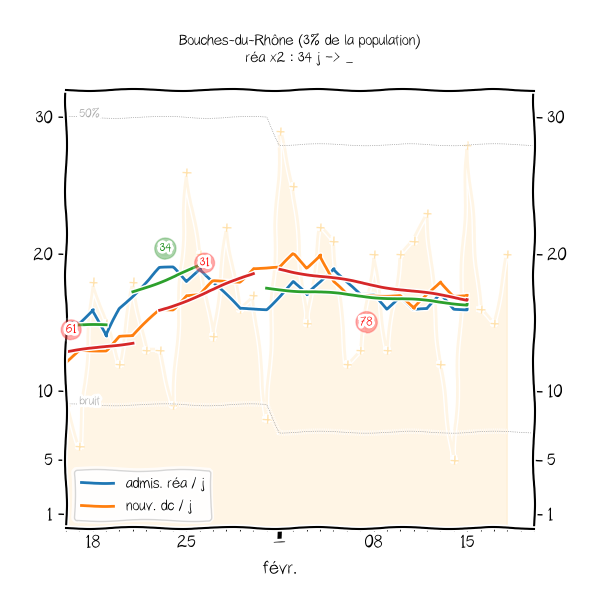 Bouches-du-Rhône (3% de la population)
réa x2 : 34 j -> _
30 30
50%
34
20 20
31
61
78
10 10
bruit
5 5
admis. réa / j
nouv. dc / j
1 1
18 25 1 08 15
févr.